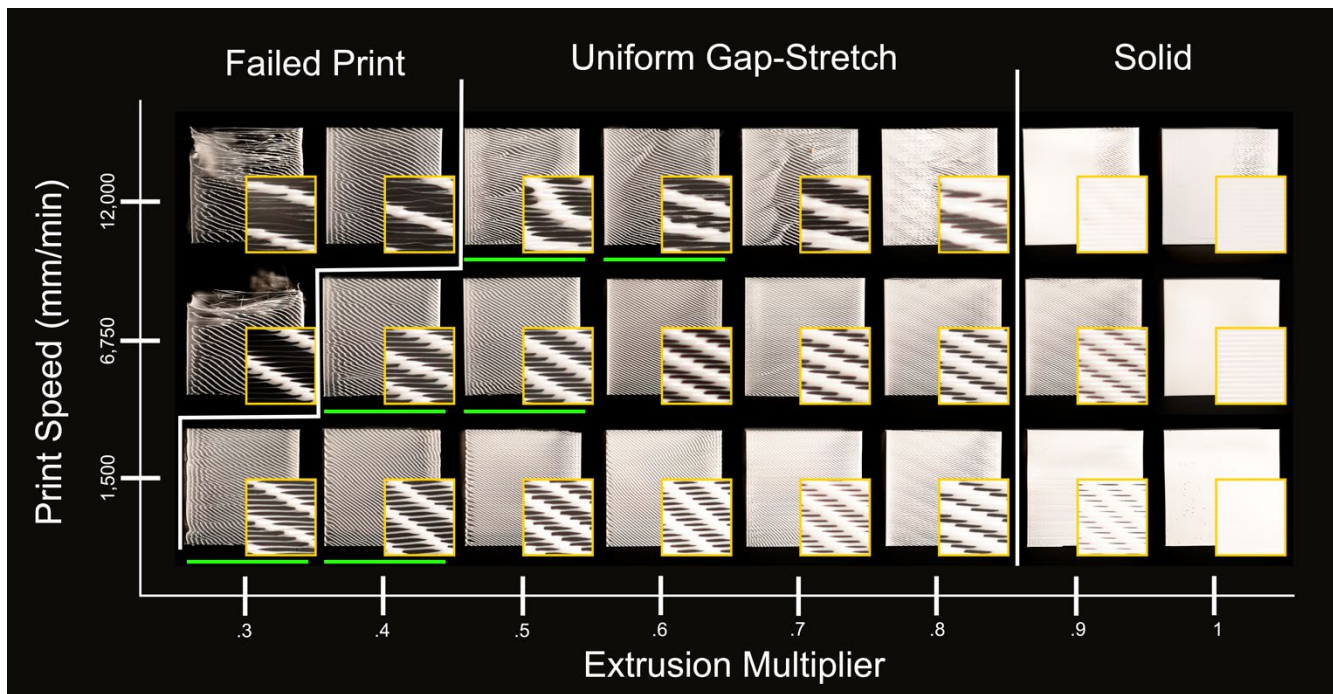 Failed Print
Uniform Gap-Stretch
Solid
Print Speed (mm/min)
12,000
6,750
1,500
.3
.4
.5
.6
.7
.8
.9
1
Extrusion Multiplier